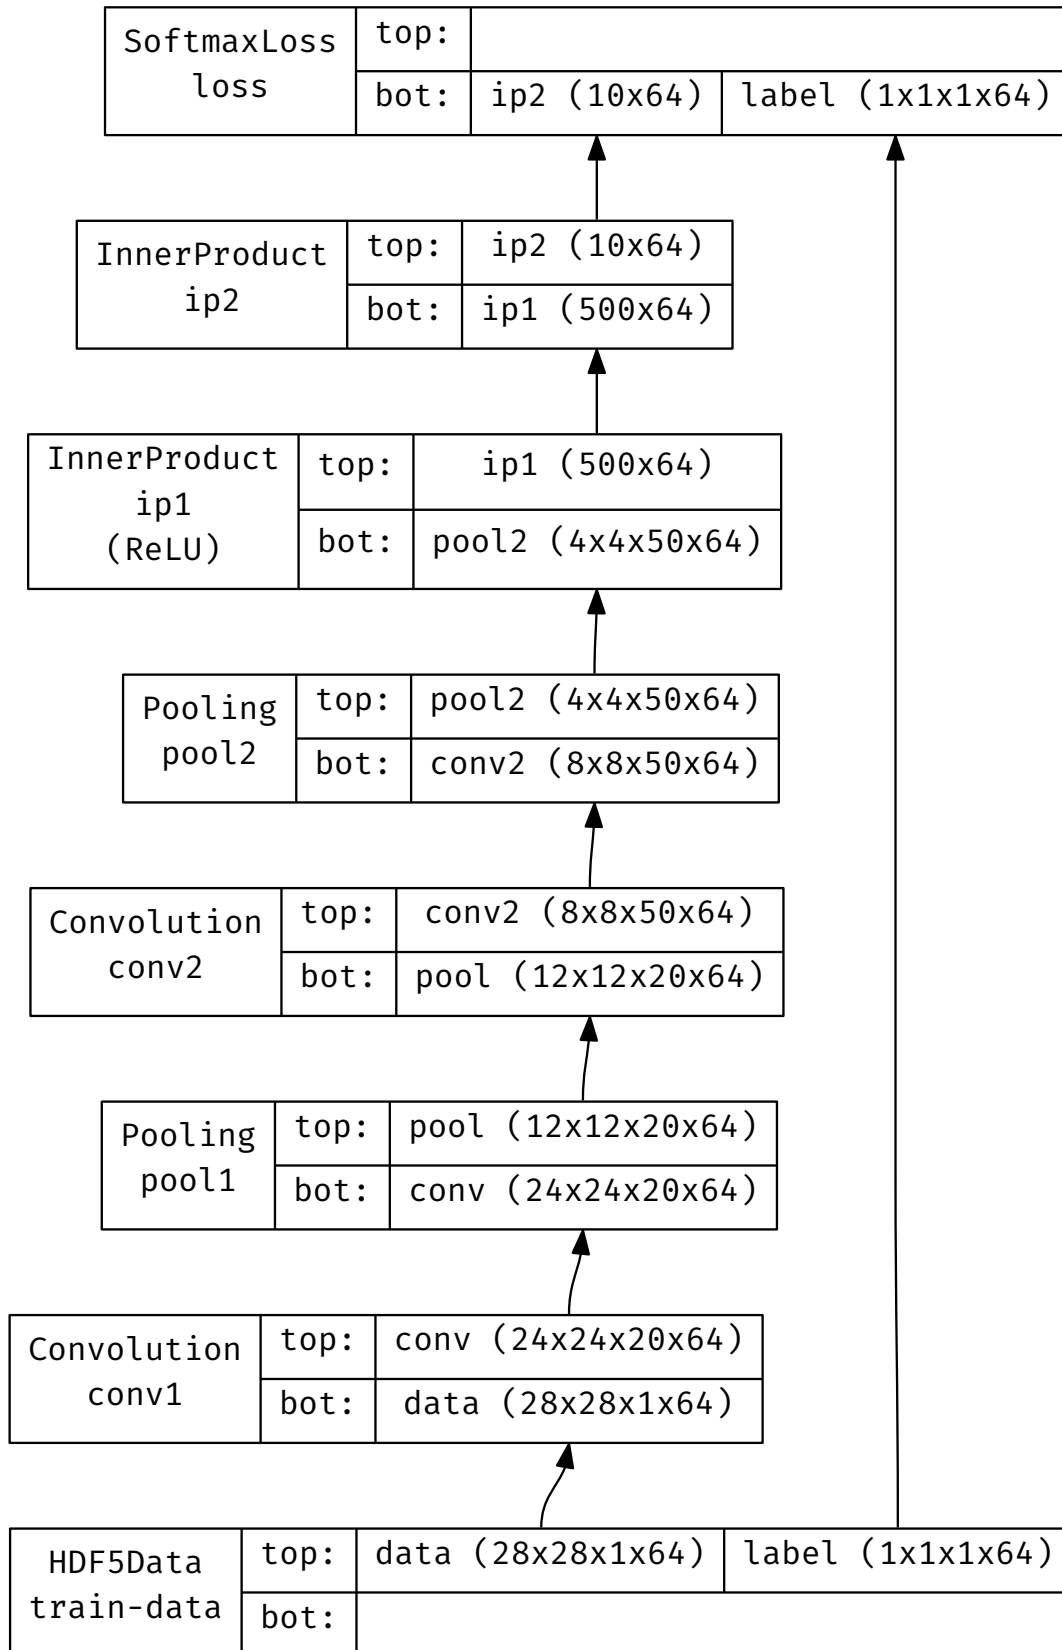 SoftmaxLoss
loss
top:
bot: ip2 (10x64) label (1x1x1x64)
InnerProduct
ip2
top: ip2 (10x64)
bot: ip1 (500x64)
InnerProduct
ip1
(ReLU)
top: ip1 (500x64)
bot: pool2 (4x4x50x64)
Pooling
pool2
top: pool2 (4x4x50x64)
bot: conv2 (8x8x50x64)
Convolution
conv2
top: conv2 (8x8x50x64)
bot: pool (12x12x20x64)
Pooling
pool1
top: pool (12x12x20x64)
bot: conv (24x24x20x64)
Convolution
conv1
top: conv (24x24x20x64)
bot: data (28x28x1x64)
HDF5Data
train-data
top: data (28x28x1x64) label (1x1x1x64)
bot: